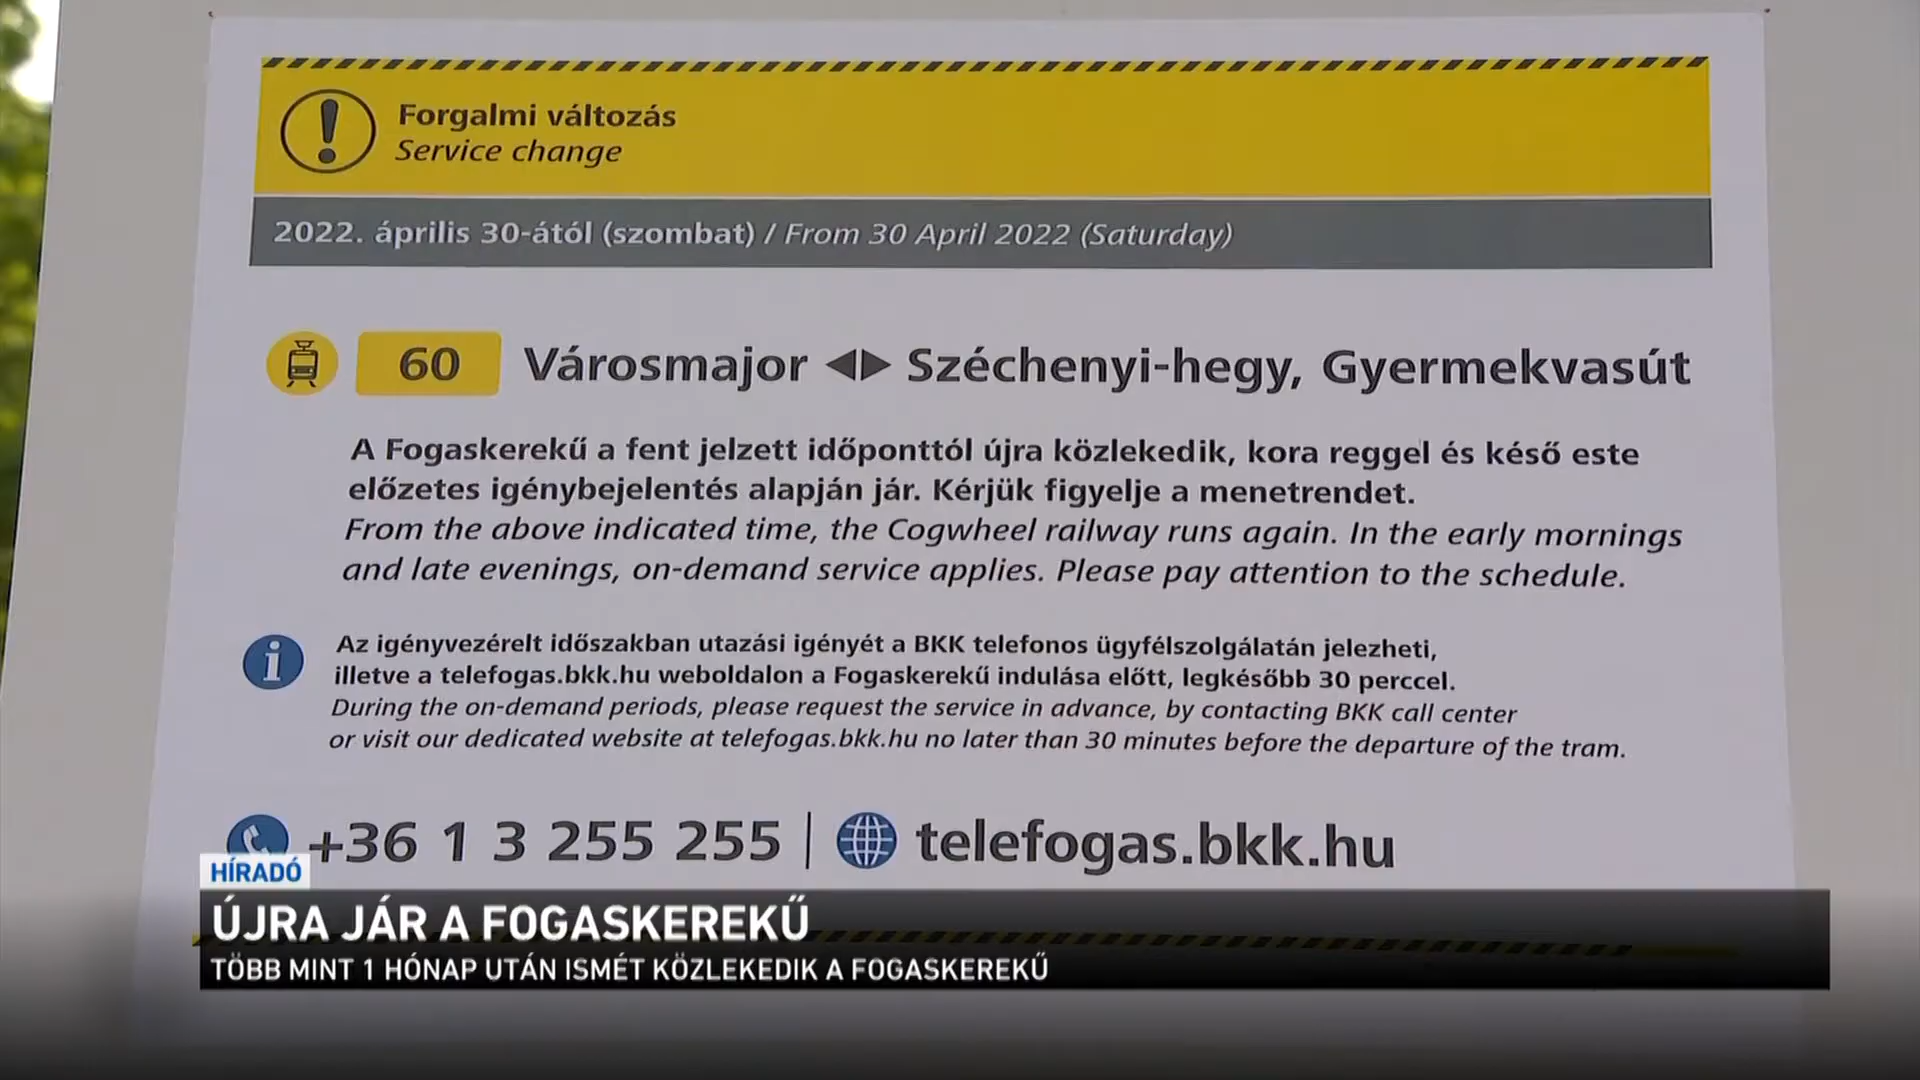 Forgalmi változás
Service change
2022. április 30-ától (szombat) / From 30 April 2022 (Saturday)
60 Városmajor ◄► Széchenyi-hegy, Gyermekvasút
A Fogaskerekű a fent jelzett időponttól újra közlekedik, kora reggel és késő este
előzetes igénybejelentés alapján jár. Kérjük figyelje a menetrendet.
From the above indicated time, the Cogwheel railway runs again. In the early mornings
and late evenings, on-demand service applies. Please pay attention to the schedule.
Az igényvezérelt időszakban utazási igényét a BKK telefonos ügyfélszolgálatán jelezheti,
illetve a telefogas.bkk.hu weboldalon a Fogaskerekű indulása előtt, legkésőbb 30 perccel.
During the on-demand periods, please request the service in advance, by contacting BKK call center
or visit our dedicated website at telefogas.bkk.hu no later than 30 minutes before the departure of the tram.
+36 1 3 255 255 | telefogas.bkk.hu
HÍRADÓ
ÚJRA JÁR A FOGASKEREKŰ
TÖBB MINT 1 HÓNAP UTÁN ISMÉT KÖZLEKEDIK A FOGASKEREKŰ